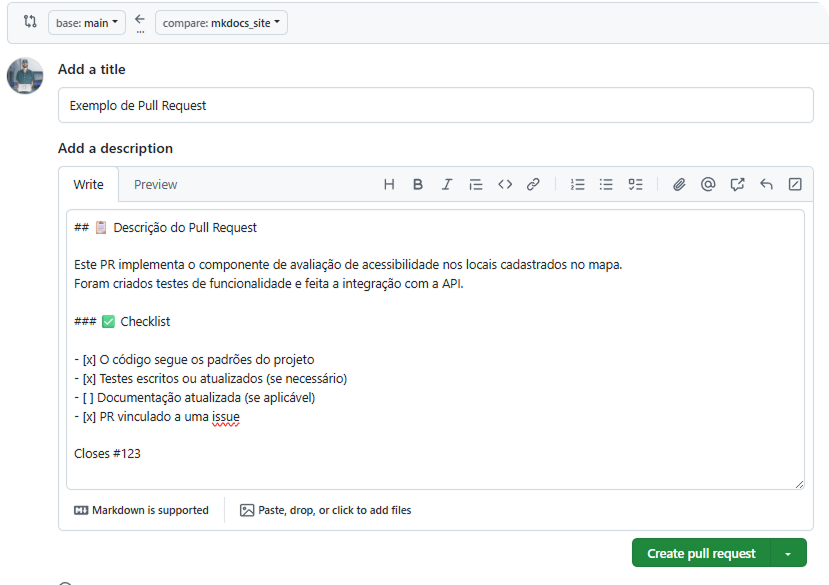 base: main
compare: mkdocs_site
Add a title
Exemplo de Pull Request
Add a description
Write Preview
## 📋 Descrição do Pull Request
Este PR implementa o componente de avaliação de acessibilidade nos locais cadastrados no mapa.
Foram criados testes de funcionalidade e feita a integração com a API.
### ✅ Checklist
- [x] O código segue os padrões do projeto
- [x] Testes escritos ou atualizados (se necessário)
- [ ] Documentação atualizada (se aplicável)
- [x] PR vinculado a uma issue
Closes #123
Markdown is supported
Paste, drop, or click to add files
Create pull request